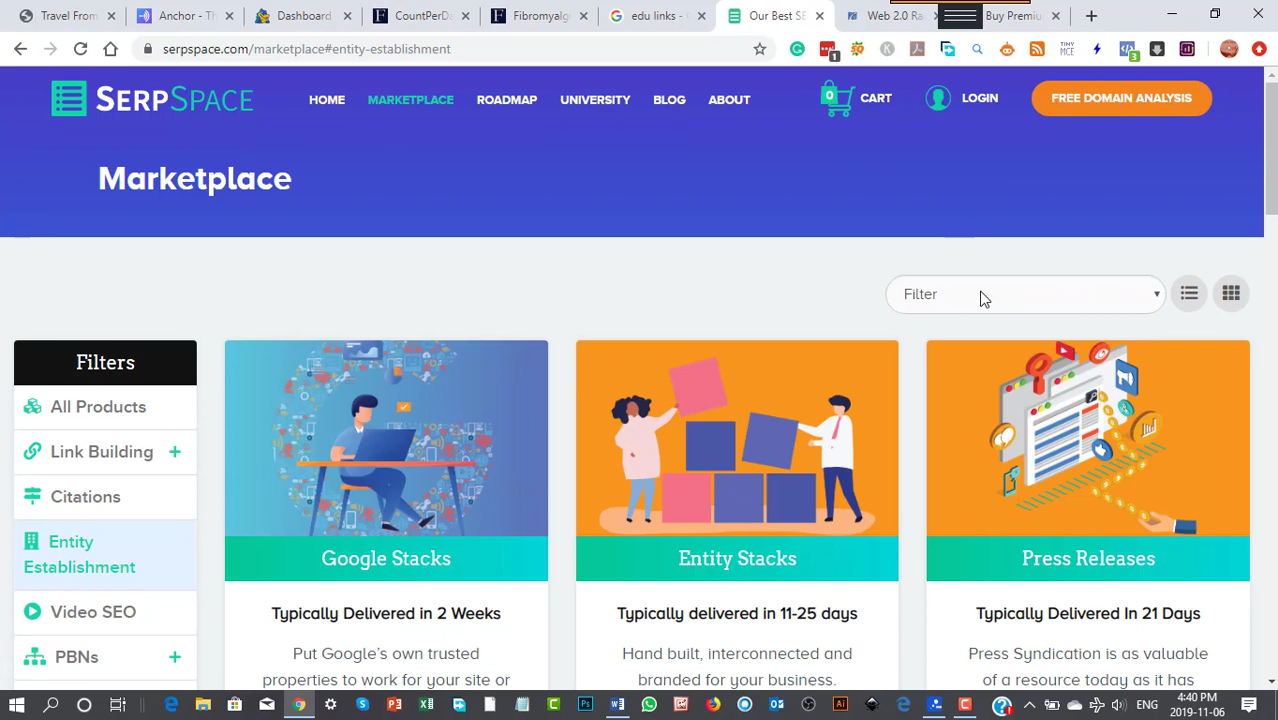 Travel From
Anchor - Th
Dashboard
CountPerD
Fibromyalg
edu links -
Our Best SE
Web 2.0 Ra
Buy Premiu
serpspace.com/marketplace#entity-establishment
1
TINY
MCE
3
SERPSPACE
HOME
MARKETPLACE
ROADMAP
UNIVERSITY
BLOG
ABOUT
0
CART
LOGIN
FREE DOMAIN ANALYSIS
Marketplace
Filter
Filters
All Products
Link Building +
Citations
Entity
Establishment
Video SEO
PBNs +
Google Stacks
Typically Delivered in 2 Weeks
Put Google's own trusted
properties to work for your site or
Entity Stacks
Typically delivered in 11-25 days
Hand built, interconnected and
branded for your business.
Press Releases
Typically Delivered In 21 Days
Press Syndication is as valuable
of a resource today as it has
ENG
4:40 PM
2019-11-06